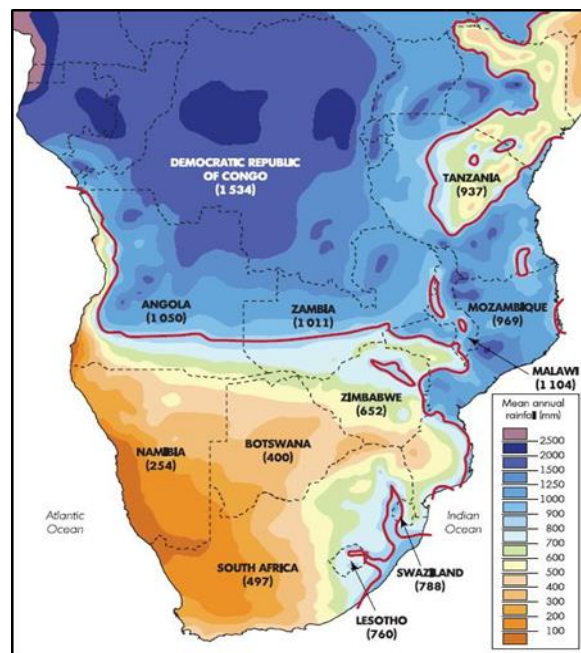 DEMOCRATIC REPUBLIC
OF CONGO
(1 534)
TANZANIA
(937)
ANGOLA
(1 050)
ZAMBIA
(1 011)
MOZAMBIQUE
(969)
MALAWI
(1 104)
ZIMBABWE
(652)
BOTSWANA
(400)
NAMIBIA
(254)
Atlantic
Ocean
Indian
Ocean
SOUTH AFRICA
(497)
SWAZILAND
(788)
LESOTHO
(760)
Mean annual
rainfall (mm)
2500
2000
1500
1250
1000
900
800
700
600
500
400
300
200
100